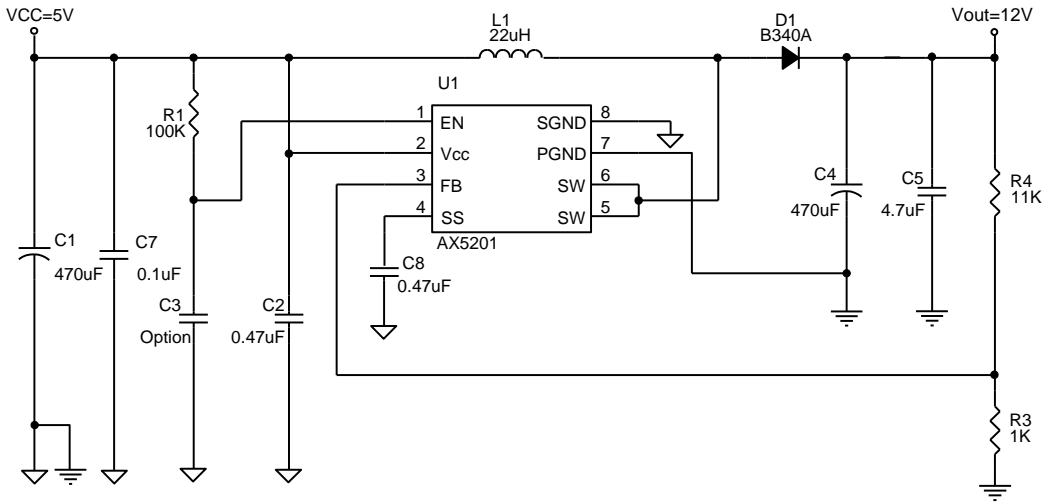 VCC=5V
L1
22uH
D1
B340A
Vout=12V
U1
R1
100K
1
EN
SGND
8
2
Vcc
PGND
7
3
FB
SW
6
4
SS
SW
5
AX5201
C4
470uF
C5
4.7uF
R4
11K
C1
470uF
C7
0.1uF
C8
0.47uF
C3
Option
C2
0.47uF
R3
1K